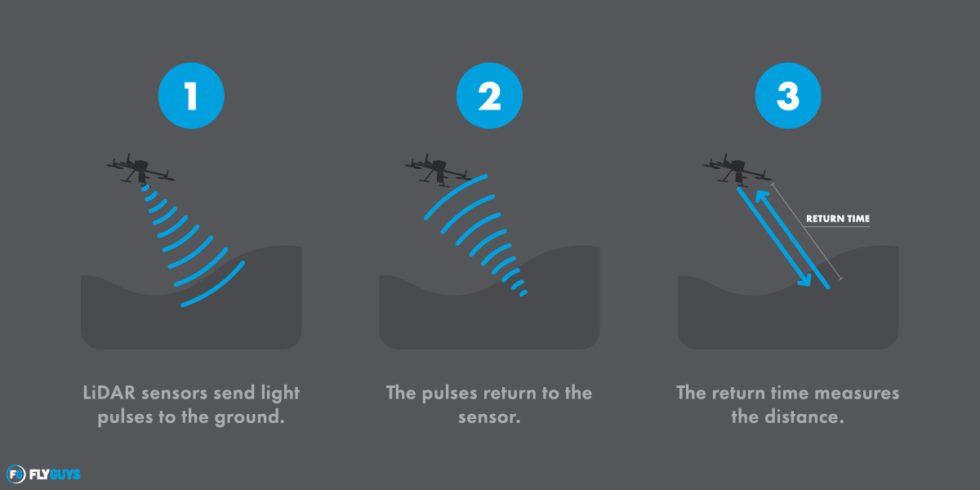 1
2
3
RETURN TIME
LiDAR sensors send light
pulses to the ground.
The pulses return to the
sensor.
The return time measures
the distance.
FG FLYGUYS